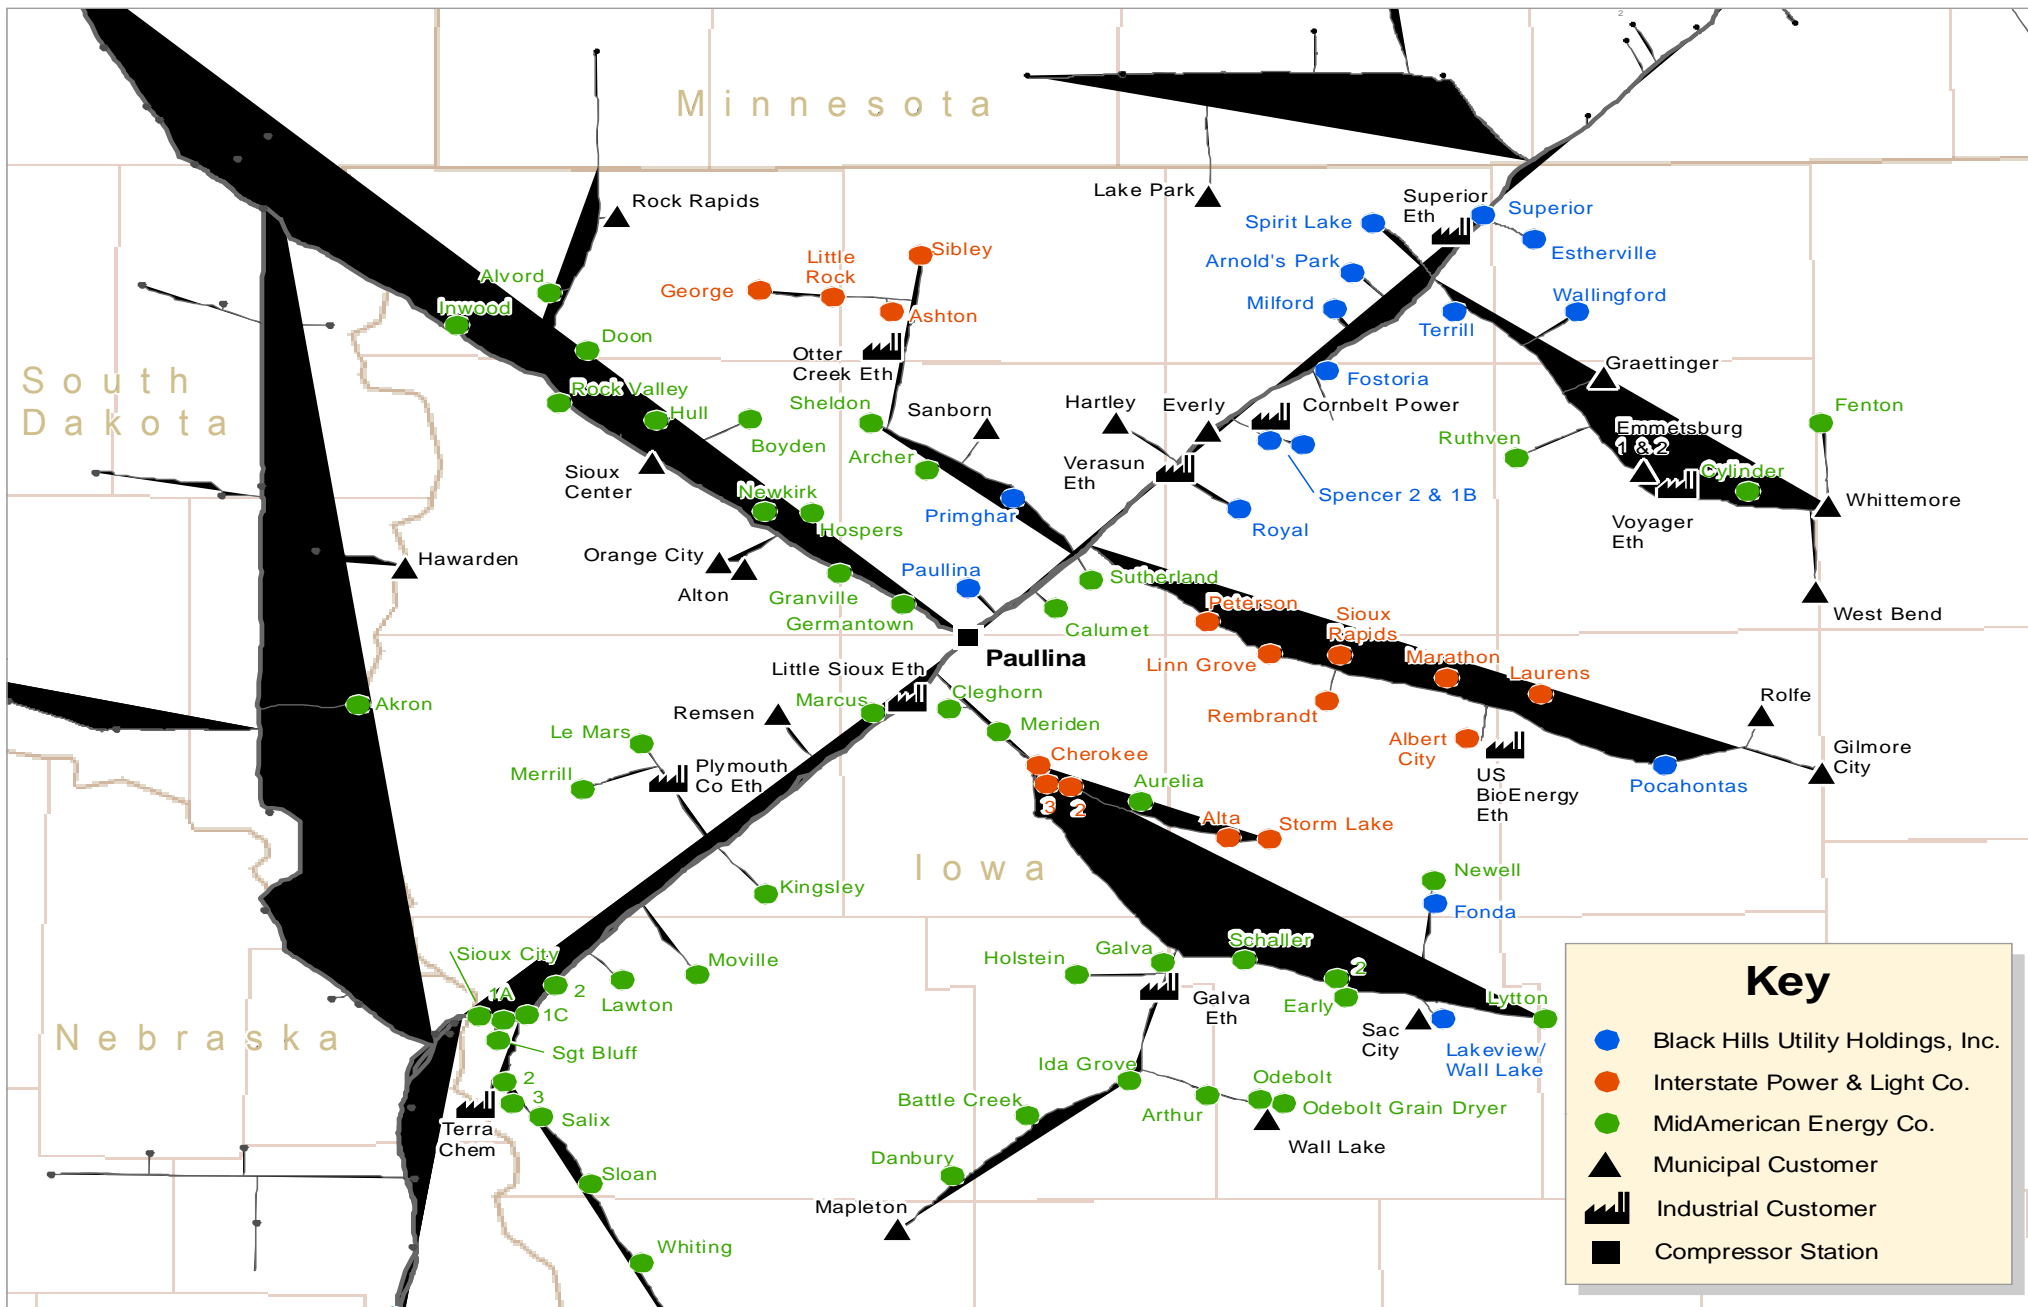 2
Minnesota
Rock Rapids
Lake Park
Superior
Eth
Superior
Spirit Lake
Estherville
Sibley
Little
Rock
Alvord
George
Arnold's Park
Inwood
Ashton
Milford
Wallingford
Terrill
Doon
Otter
Creek Eth
Graettinger
South
Dakota
Rock Valley
Fostoria
Hull
Sheldon
Sanborn
Hartley
Everly
Cornbelt Power
Fenton
Boyden
Emmetsburg
1 & 2
Ruthven
Archer
Verasun
Eth
Sioux
Center
Cylinder
Newkirk
Spencer 2 & 1B
Whittemore
Primghar
Hospers
Royal
Voyager
Eth
Orange City
Hawarden
Paullina
Sutherland
Alton
Granville
Peterson
Sioux
Rapids
West Bend
Germantown
Calumet
Paullina
Linn Grove
Marathon
Laurens
Little Sioux Eth
Cleghorn
Rolfe
Akron
Marcus
Remsen
Rembrandt
Meriden
Le Mars
Albert
City
Cherokee
Gilmore
City
Merrill
Plymouth
Co Eth
Aurelia
US
BioEnergy
Eth
Pocahontas
3
2
Alta
Storm Lake
Iowa
Newell
Kingsley
Fonda
Schaller
Sioux City
Holstein
Galva
Moville
2
1A
2
Lawton
Galva
Eth
Early
Lytton
1C
Sac
City
Nebraska
Sgt Bluff
Lakeview/
Wall Lake
Ida Grove
Odebolt
2
3
Battle Creek
Arthur
Odebolt Grain Dryer
Salix
Terra
Chem
Wall Lake
Danbury
Sloan
Mapleton
Whiting
Key
Black Hills Utility Holdings, Inc.
Interstate Power & Light Co.
MidAmerican Energy Co.
Municipal Customer
Industrial Customer
Compressor Station